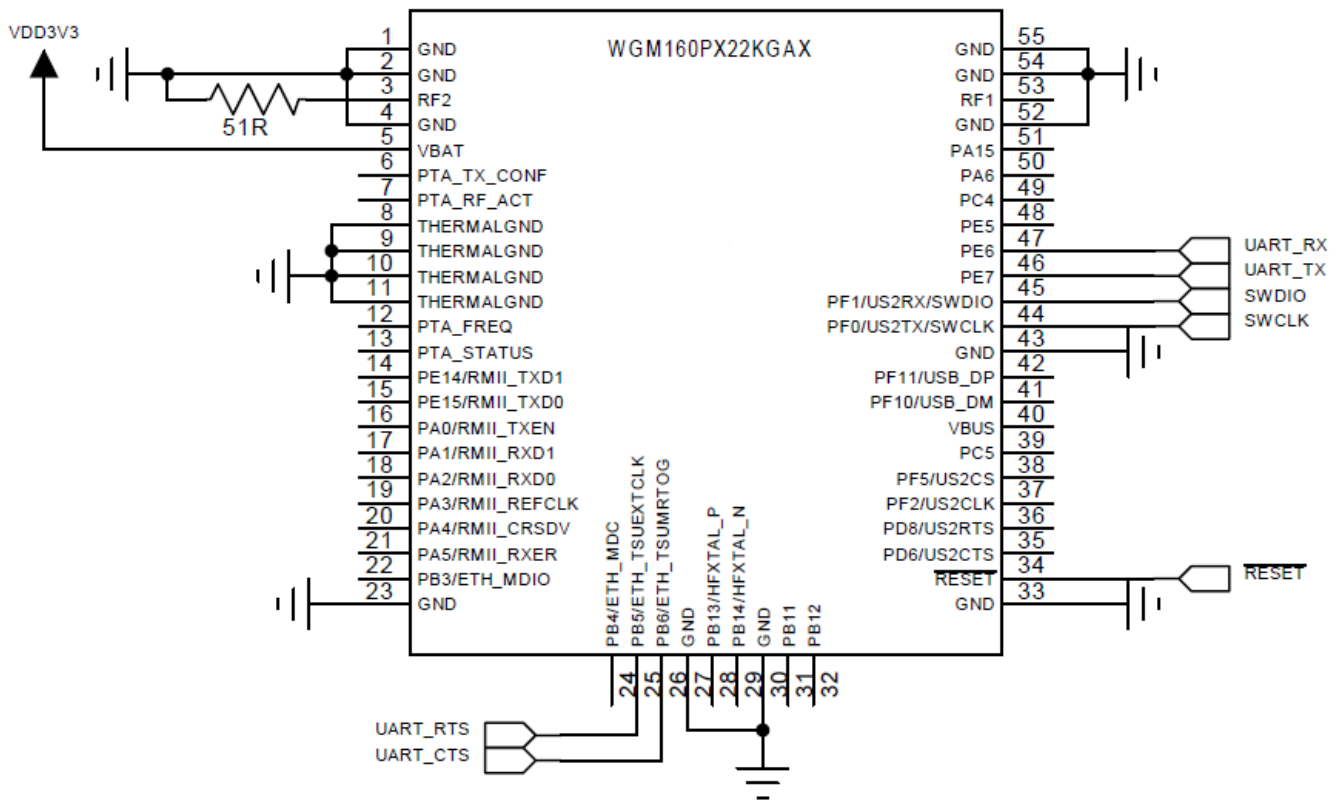 VDD3V3
WGM160PX22KGAX
51R
1 GND
2 GND
3 RF2
4 GND
5 VBAT
6 PTA_TX_CONF
7 PTA_RF_ACT
8 THERMALGND
9 THERMALGND
10 THERMALGND
11 THERMALGND
12 PTA_FREQ
13 PTA_STATUS
14 PE14/RMII_TXD1
15 PE15/RMII_TXD0
16 PA0/RMII_TXEN
17 PA1/RMII_RXD1
18 PA2/RMII_RXD0
19 PA3/RMII_REFCLK
20 PA4/RMII_CRSDV
21 PA5/RMII_RXER
22 PB3/ETH_MDIO
23 GND
PB4/ETH_MDC 24
PB5/ETH_TSUEXTCLK 25
PB6/ETH_TSUMRTOG 26
GND 27
PB13/HFXTAL_P 28
PB14/HFXTAL_N 29
GND 30
PB11 31
PB12 32
UART_RTS
UART_CTS
GND 55
GND 54
RF1 53
GND 52
PA15 51
PA6 50
PC4 49
PE5 48
PE6 47 UART_RX
PE7 46 UART_TX
PF1/US2RX/SWDIO 45 SWDIO
PF0/US2TX/SWCLK 44 SWCLK
GND 43
PF11/USB_DP 42
PF10/USB_DM 41
VBUS 40
PC5 39
PF5/US2CS 38
PF2/US2CLK 37
PD8/US2RTS 36
PD6/US2CTS 35
RESET 34 RESET
GND 33